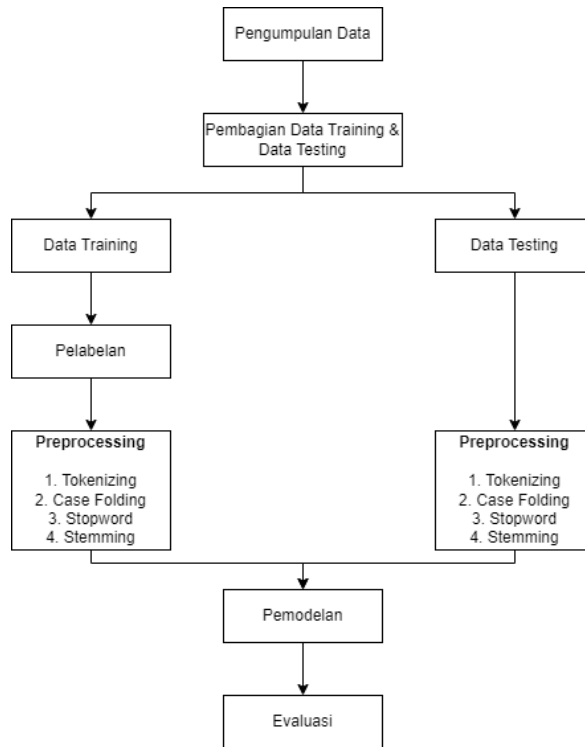 Pengumpulan Data
Pembagian Data Training &
Data Testing
Data Training
Data Testing
Pelabelan
Preprocessing
1. Tokenizing
2. Case Folding
3. Stopword
4. Stemming
Preprocessing
1. Tokenizing
2. Case Folding
3. Stopword
4. Stemming
Pemodelan
Evaluasi